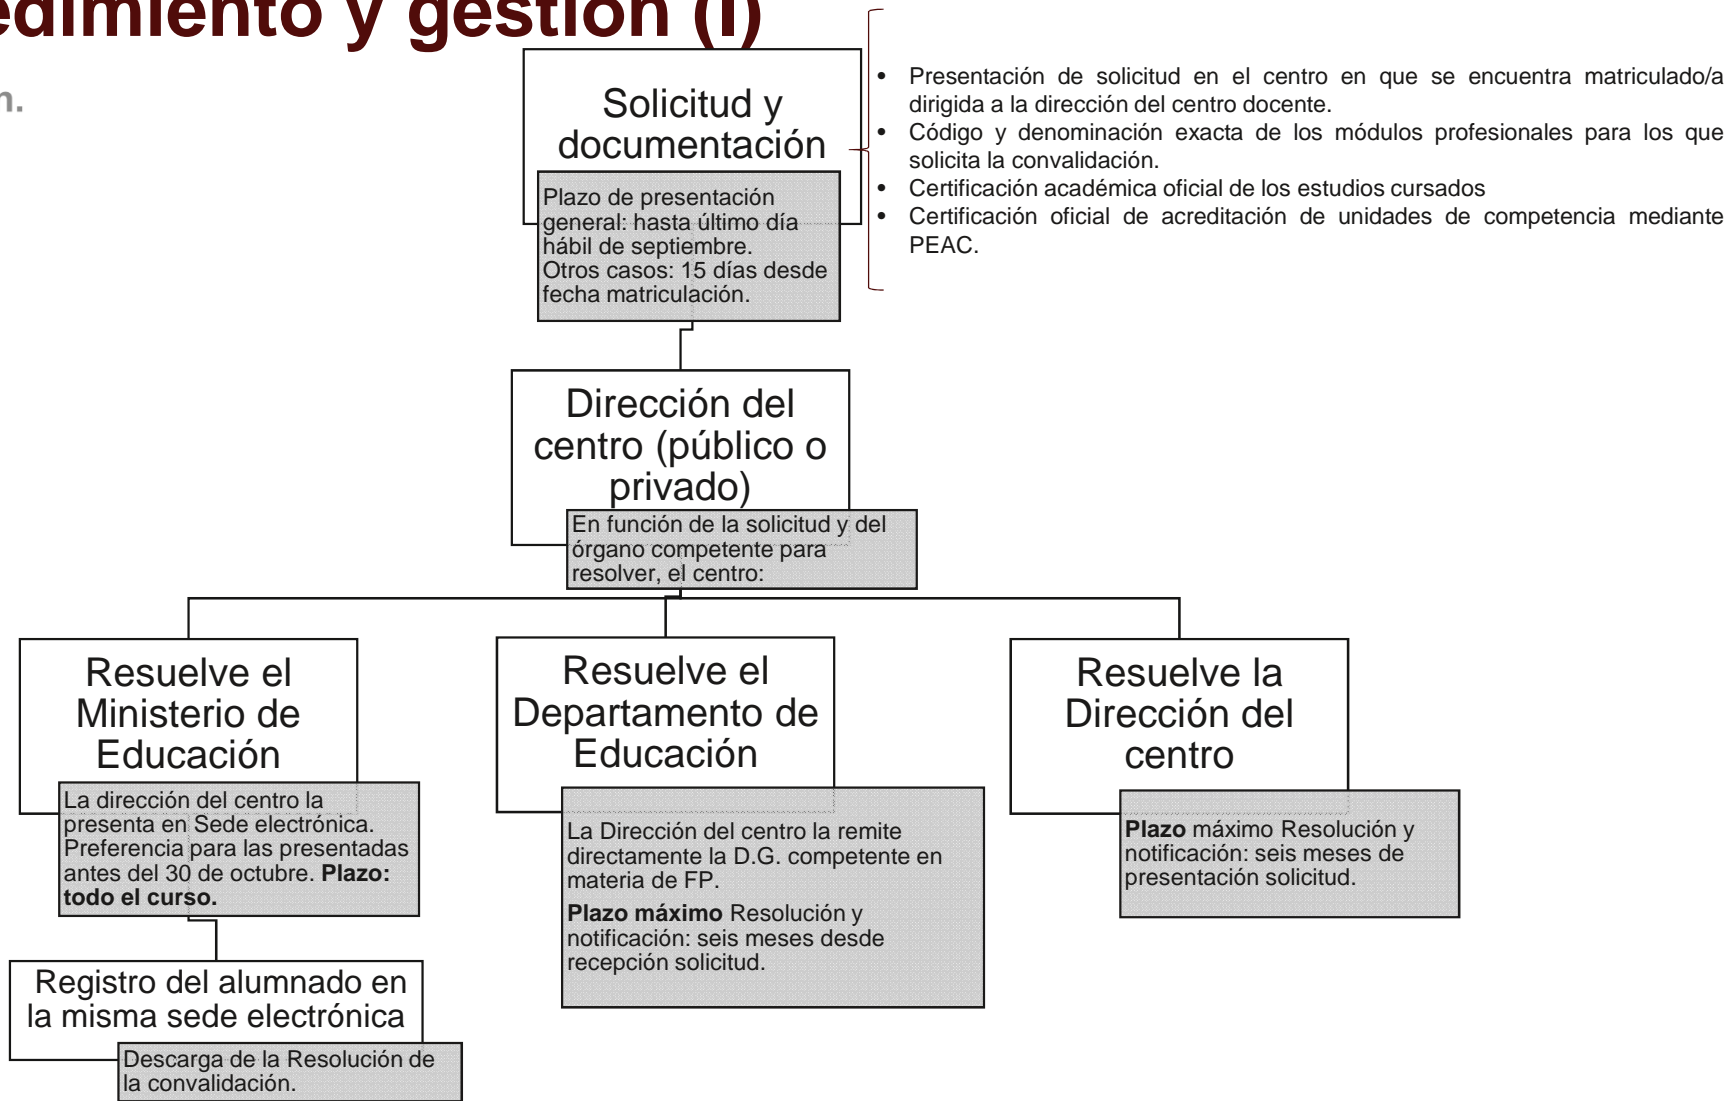 edimiento y gestión (I)
n.
Solicitud y
documentación
Plazo de presentación
general: hasta último día
hábil de septiembre.
Otros casos: 15 días desde
fecha matriculación.
• Presentación de solicitud en el centro en que se encuentra matriculado/a
dirigida a la dirección del centro docente.
• Código y denominación exacta de los módulos profesionales para los que
solicita la convalidación.
• Certificación académica oficial de los estudios cursados
• Certificación oficial de acreditación de unidades de competencia mediante
PEAC.
Dirección del
centro (público o
privado)
En función de la solicitud y del
órgano competente para
resolver, el centro:
Resuelve el
Ministerio de
Educación
La dirección del centro la
presenta en Sede electrónica.
Preferencia para las presentadas
antes del 30 de octubre. Plazo:
todo el curso.
Registro del alumnado en
la misma sede electrónica
Descarga de la Resolución de
la convalidación.
Resuelve el
Departamento de
Educación
La Dirección del centro la remite
directamente la D.G. competente en
materia de FP.
Plazo máximo Resolución y
notificación: seis meses desde
recepción solicitud.
Resuelve la
Dirección del
centro
Plazo máximo Resolución y
notificación: seis meses de
presentación solicitud.